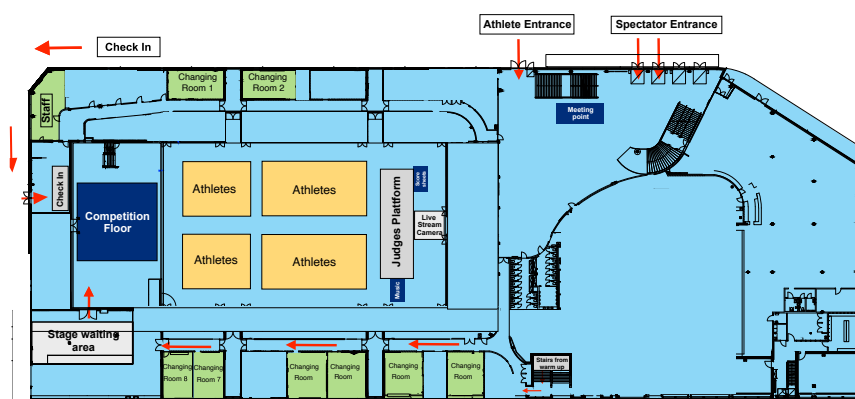 Athlete Entrance
Spectator Entrance
Check In
Changing
Room 1
Changing
Room 2
Staff
Meeting
point
Check In
Competition
Floor
Athletes
Athletes
Athletes
Athletes
Judges Plattform
Score
sheets
Live
Stream
Camera
Music
Stage waiting
area
Stairs from
warm up
Changing
Room 8
Changing
Room 7
Changing
Room
Changing
Room
Changing
Room
Changing
Room